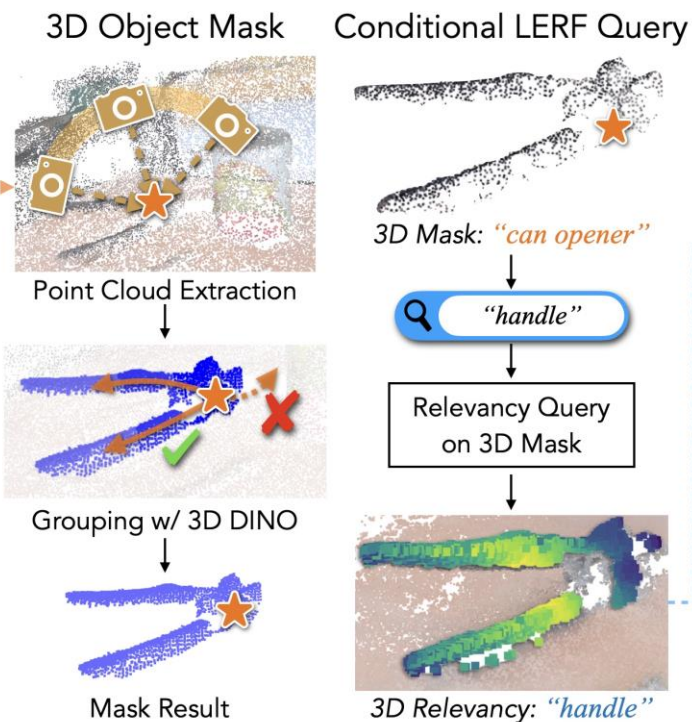 3D Object Mask
Point Cloud Extraction
Grouping w/ 3D DINO
Mask Result
Conditional LERF Query
3D Mask: “can opener”
“handle”
Relevancy Query
on 3D Mask
3D Relevancy: “handle”